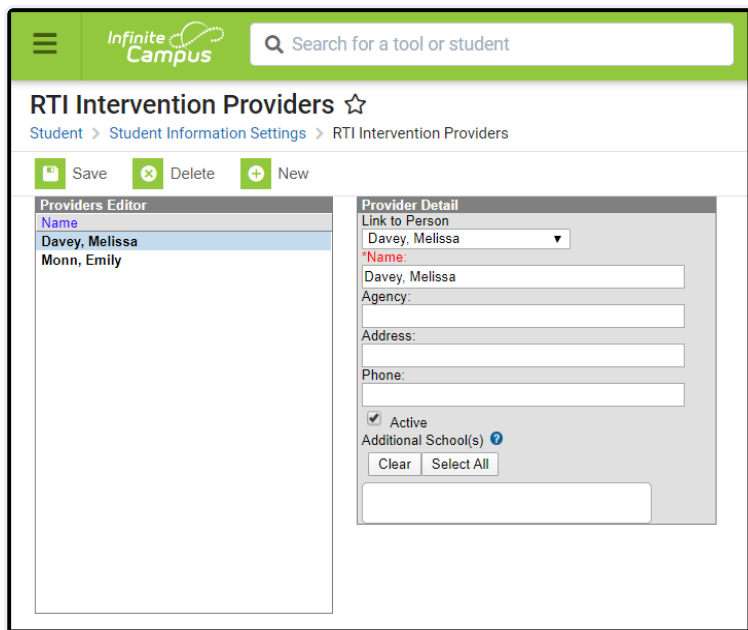 Infinite
Campus
Search for a tool or student
RTI Intervention Providers
Student > Student Information Settings > RTI Intervention Providers
Save Delete New
Providers Editor
Name
Davey, Melissa
Monn, Emily
Provider Detail
Link to Person
Davey, Melissa
*Name:
Davey, Melissa
Agency:
Address:
Phone:
Active
Additional School(s) ?
Clear Select All